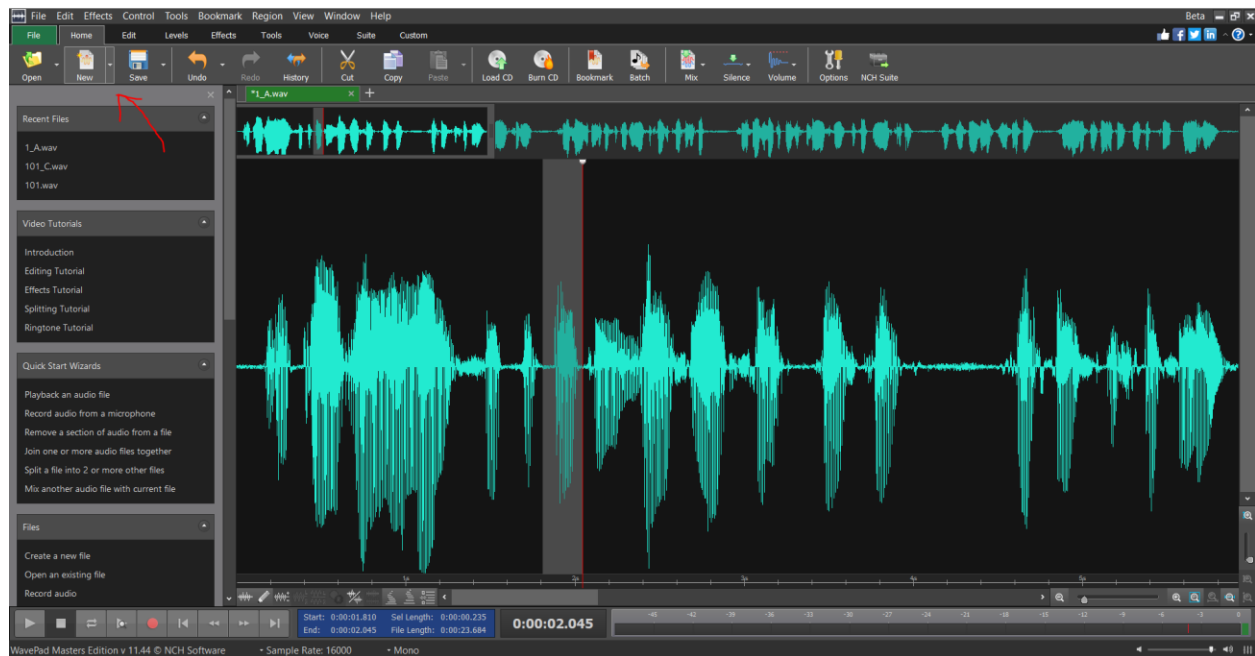 File Edit Effects Control Tools Bookmark Region View Window Help Beta
File Home Edit Levels Effects Tools Voice Suite Custom
Open New Save Undo Redo History Cut Copy Paste Load CD Burn CD Bookmark Batch Mix Silence Volume Options NCH Suite
*1_A.wav
Recent Files
1_A.wav
101_C.wav
101.wav
Video Tutorials
Introduction
Editing Tutorial
Effects Tutorial
Splitting Tutorial
Ringtone Tutorial
Quick Start Wizards
Playback an audio file
Record audio from a microphone
Remove a section of audio from a file
Join one or more audio files together
Split a file into 2 or more other files
Mix another audio file with current file
Files
Create a new file
Open an existing file
Record audio
1s 2s 3s 4s 5s
Start: 0:00:01.810 Sel Length: 0:00:00.235
End: 0:00:02.045 File Length: 0:00:23.684
0:00:02.045
-45 -42 -39 -36 -33 -30 -27 -24 -21 -18 -15 -12 -9 -6 -3 0
WavePad Masters Edition v 11.44 © NCH Software Sample Rate: 16000 Mono